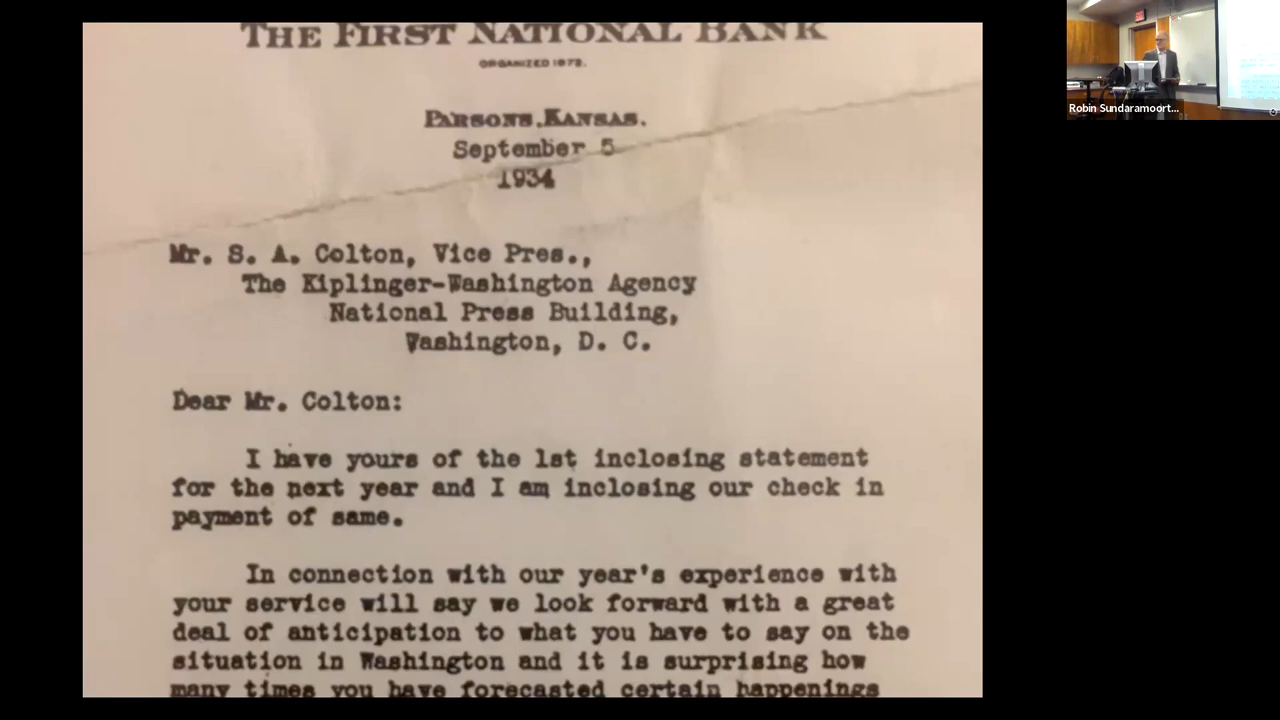 THE FIRST NATIONAL BANK
ORGANIZED 1872.
PARSONS, KANSAS.
September 5
1934
Mr. S. A. Colton, Vice Pres.,
The Kiplinger-Washington Agency
National Press Building,
Washington, D. C.
Dear Mr. Colton:
I have yours of the 1st inclosing statement
for the next year and I am inclosing our check in
payment of same.
In connection with our year's experience with
your service will say we look forward with a great
deal of anticipation to what you have to say on the
situation in Washington and it is surprising how
many times you have forecasted certain happenings
Robin Sundaramoort...